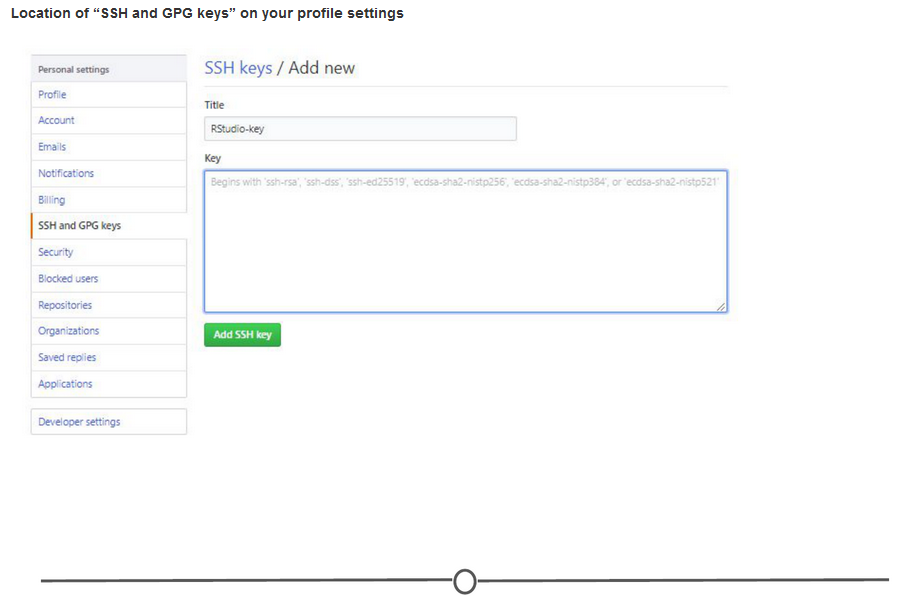 Location of “SSH and GPG keys” on your profile settings
Personal settings
Profile
Account
Emails
Notifications
Billing
SSH and GPG keys
Security
Blocked users
Repositories
Organizations
Saved replies
Applications
Developer settings
SSH keys / Add new
Title
RStudio-key
Key
Begins with 'ssh-rsa', 'ssh-dss', 'ssh-ed25519', 'ecdsa-sha2-nistp256', 'ecdsa-sha2-nistp384', or 'ecdsa-sha2-nistp521'
Add SSH key